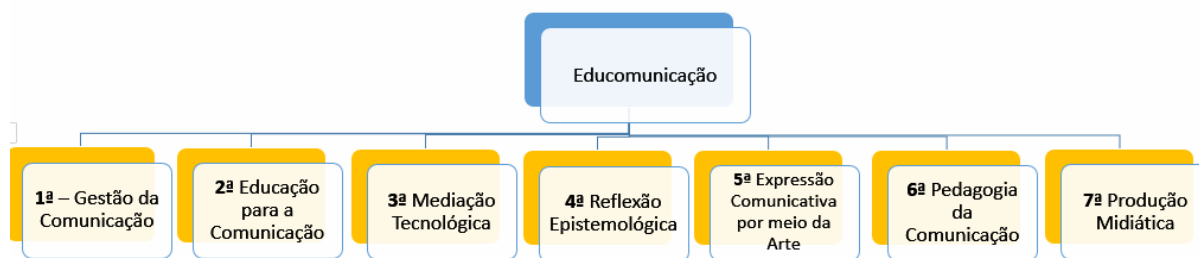 Educomunicação
1ª – Gestão da
Comunicação
2ª Educação
para a
Comunicação
3ª Mediação
Tecnológica
4ª Reflexão
Epistemológica
5ª Expressão
Comunicativa
por meio da
Arte
6ª Pedagogia
da
Comunicação
7ª Produção
Midiática